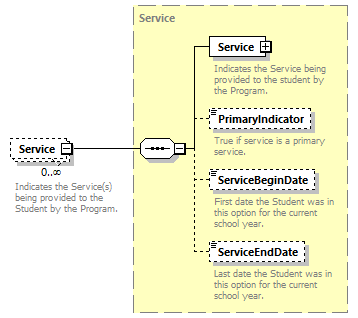 Service
Service
Indicates the Service being
provided to the student by
the Program.
PrimaryIndicator
True if service is a primary
service.
Service
0..∞
Indicates the Service(s)
being provided to the
Student by the Program.
ServiceBeginDate
First date the Student was in
this option for the current
school year.
ServiceEndDate
Last date the Student was in
this option for the current
school year.